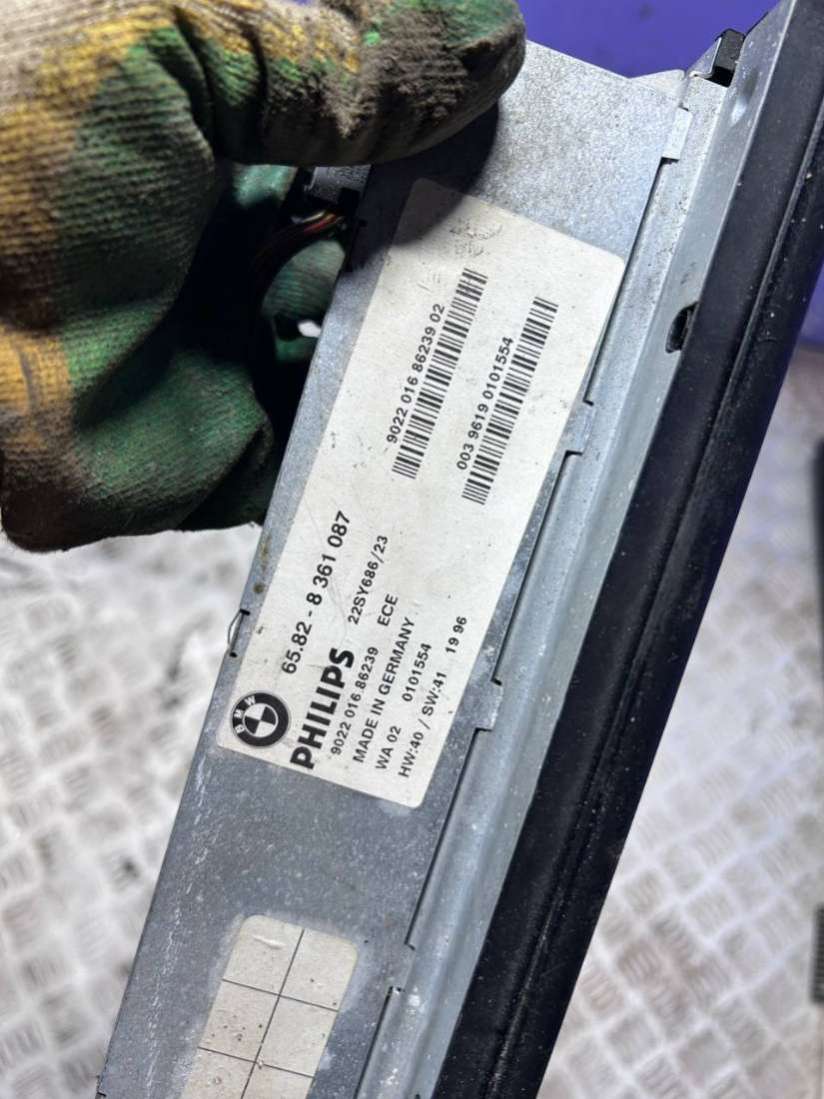 9022 016 86239 02
003 9619 0101554
BMW
65.82 - 8 361 087
PHILIPS 22SY686/23
9022 016 86239 ECE
MADE IN GERMANY
WA 02 0101554
HW:40 / SW:41 19 96